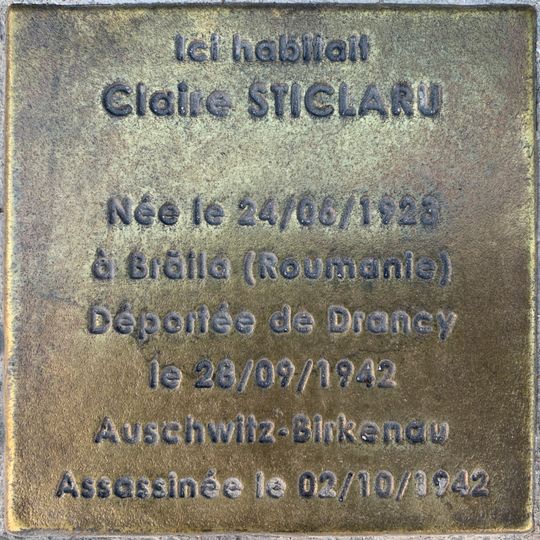 Ici habitait
Claire STICLARU
Née le 24/06/1923
à Brăila (Roumanie)
Déportée de Drancy
le 28/09/1942
Auschwitz-Birkenau
Assassinée le 02/10/1942